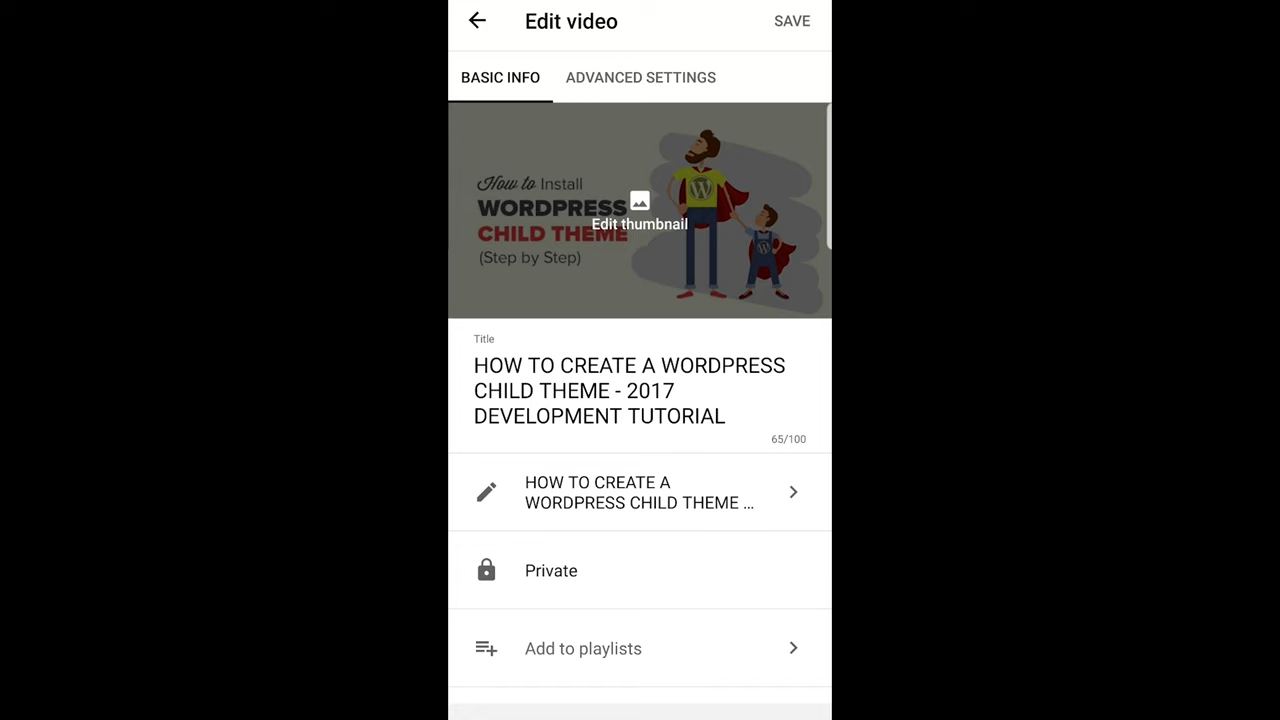 Edit video
SAVE
BASIC INFO
ADVANCED SETTINGS
How to Install
WORDPRESS
CHILD THEME
(Step by Step)
W
W
Edit thumbnail
Title
HOW TO CREATE A WORDPRESS
CHILD THEME - 2017
DEVELOPMENT TUTORIAL
65/100
HOW TO CREATE A
WORDPRESS CHILD THEME ...
Private
Add to playlists